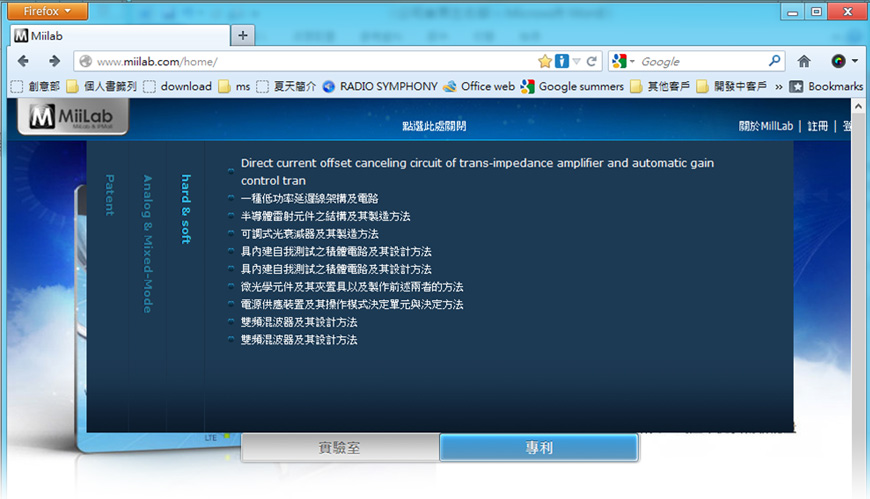 Firefox
Miilab
www.miilab.com/home/
Google
創意部 個人書籤列 download ms 夏天簡介 RADIO SYMPHONY Office web Google summers 其他客戶 開發中客戶 » Bookmarks
M MiiLab
點選此處關閉
關於MiilLab | 註冊 | 登
Patent
Analog & Mixed-Mode
hard & soft
Direct current offset canceling circuit of trans-impedance amplifier and automatic gain
control tran
一種低功率延遲線架構及電路
半導體雷射元件之結構及其製造方法
可調式光衰減器及其製造方法
具內建自我測試之積體電路及其設計方法
具內建自我測試之積體電路及其設計方法
微光學元件及其夾置具以及製作前述兩者的方法
電源供應裝置及其操作模式決定單元與決定方法
雙頻混波器及其設計方法
雙頻混波器及其設計方法
LTE
實驗室
專利